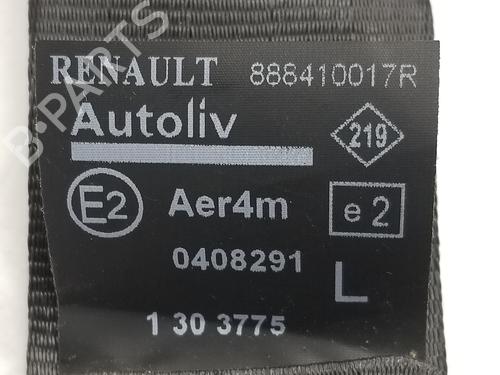 RENAULT 888410017R
Autoliv
219
E2 Aer4m e 2
0408291
L
1 30 3775
B-PARTS